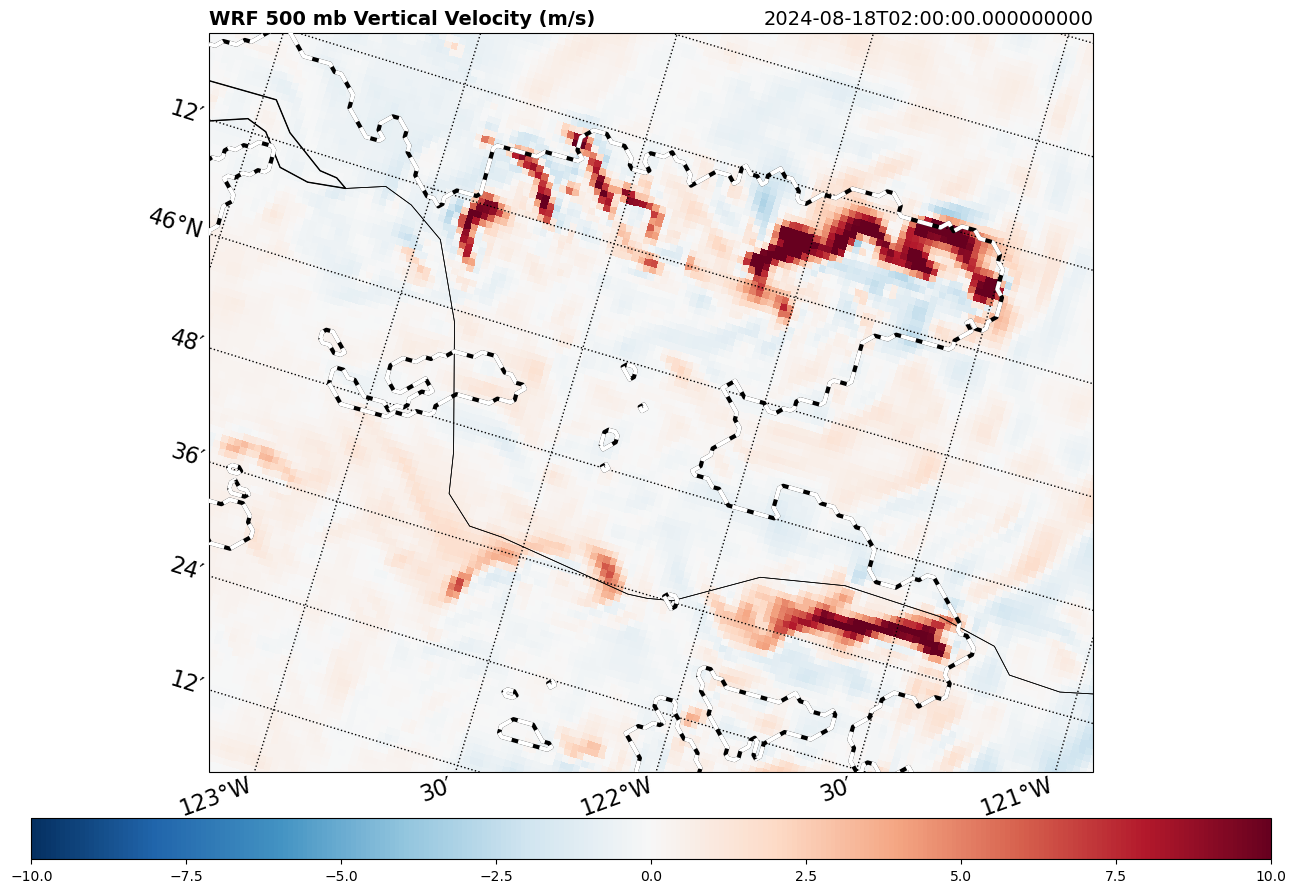 WRF 500 mb Vertical Velocity (m/s) 2024-08-18T02:00:00.000000000
12′
46°N
48′
36′
24′
12′
123°W 30′ 122°W 30′ 121°W
−10.0 −7.5 −5.0 −2.5 0.0 2.5 5.0 7.5 10.0